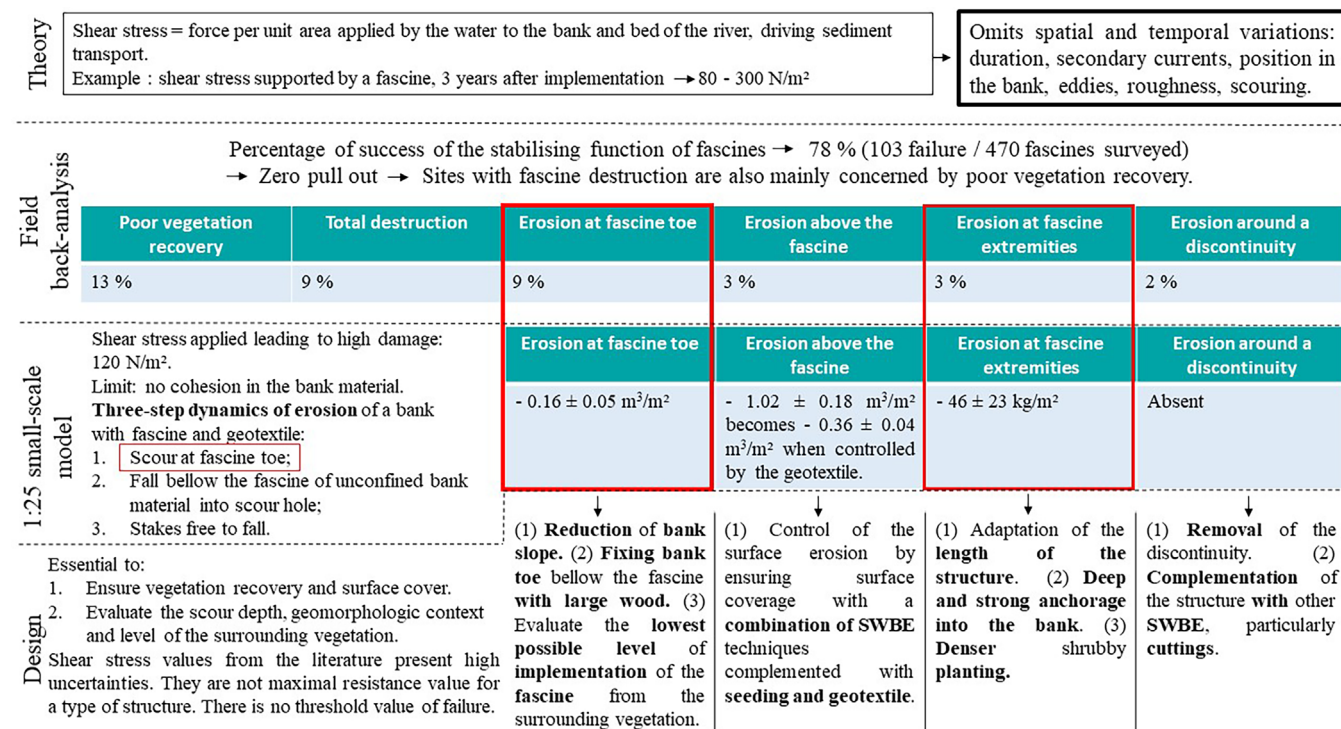 Theory
Shear stress = force per unit area applied by the water to the bank and bed of the river, driving sediment
transport.
Example : shear stress supported by a fascine, 3 years after implementation → 80 - 300 N/m²
Omits spatial and temporal variations:
duration, secondary currents, position in
the bank, eddies, roughness, scouring.
Field
back-analysis
Percentage of success of the stabilising function of fascines → 78 % (103 failure / 470 fascines surveyed)
→ Zero pull out → Sites with fascine destruction are also mainly concerned by poor vegetation recovery.
Poor vegetation
recovery
Total destruction
Erosion at fascine toe
Erosion above the
fascine
Erosion at fascine
extremities
Erosion around a
discontinuity
13 %
9 %
9 %
3 %
3 %
2 %
1:25 small-scale
model
Shear stress applied leading to high damage:
120 N/m².
Limit: no cohesion in the bank material.
Three-step dynamics of erosion of a bank
with fascine and geotextile:
1. Scour at fascine toe;
2. Fall bellow the fascine of unconfined bank
material into scour hole;
3. Stakes free to fall.
Erosion at fascine toe
Erosion above the
fascine
Erosion at fascine
extremities
Erosion around a
discontinuity
- 0.16 ± 0.05 m³/m²
- 1.02 ± 0.18 m³/m²
becomes - 0.36 ± 0.04
m³/m² when controlled
by the geotextile.
- 46 ± 23 kg/m²
Absent
Design
Essential to:
1. Ensure vegetation recovery and surface cover.
2. Evaluate the scour depth, geomorphologic context
and level of the surrounding vegetation.
Shear stress values from the literature present high
uncertainties. They are not maximal resistance value for
a type of structure. There is no threshold value of failure.
(1) Reduction of bank
slope. (2) Fixing bank
toe bellow the fascine
with large wood. (3)
Evaluate the lowest
possible level of
implementation of the
fascine from the
surrounding vegetation.
(1) Control of the
surface erosion by
ensuring surface
coverage with a
combination of SWBE
techniques
complemented with
seeding and geotextile.
(1) Adaptation of the
length of the
structure. (2) Deep
and strong anchorage
into the bank. (3)
Denser shrubby
planting.
(1) Removal of the
discontinuity. (2)
Complementation of
the structure with other
SWBE, particularly
cuttings.